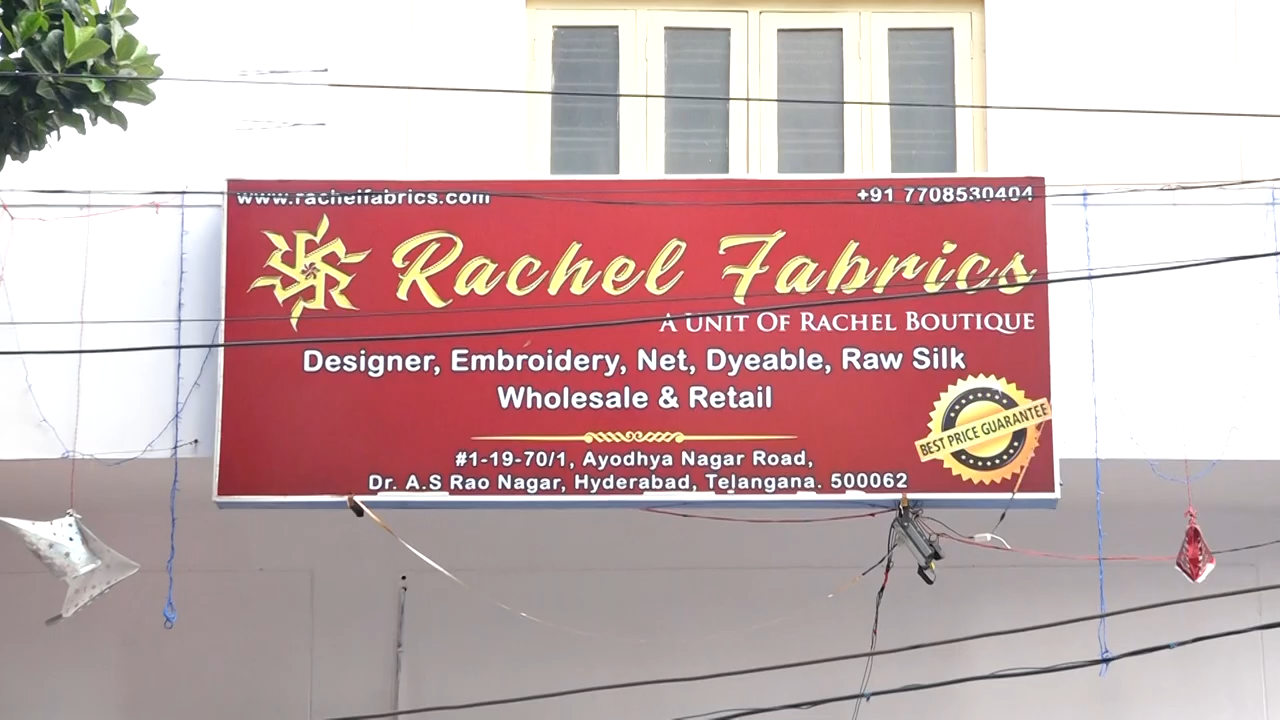 www.rachelfabrics.com
+91 7708530404
Rachel Fabrics
A UNIT OF RACHEL BOUTIQUE
Designer, Embroidery, Net, Dyeable, Raw Silk
Wholesale & Retail
BEST PRICE GUARANTEE
#1-19-70/1, Ayodhya Nagar Road,
Dr. A.S Rao Nagar, Hyderabad, Telangana. 500062